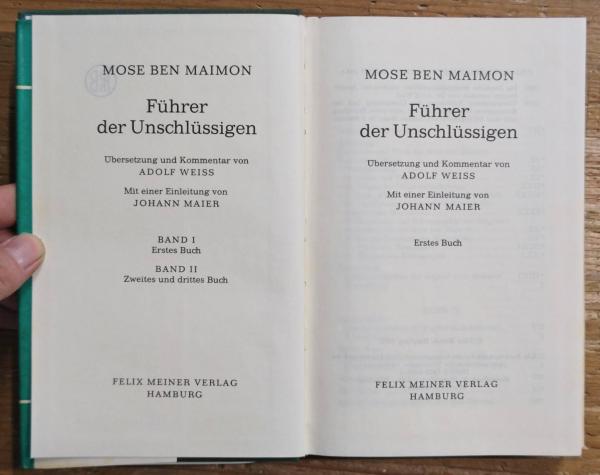 MOSE BEN MAIMON
Führer
der Unschlüssigen
Übersetzung und Kommentar von
ADOLF WEISS
Mit einer Einleitung von
JOHANN MAIER
BAND I
Erstes Buch
BAND II
Zweites und drittes Buch
FELIX MEINER VERLAG
HAMBURG
MOSE BEN MAIMON
Führer
der Unschlüssigen
Übersetzung und Kommentar von
ADOLF WEISS
Mit einer Einleitung von
JOHANN MAIER
Erstes Buch
FELIX MEINER VERLAG
HAMBURG